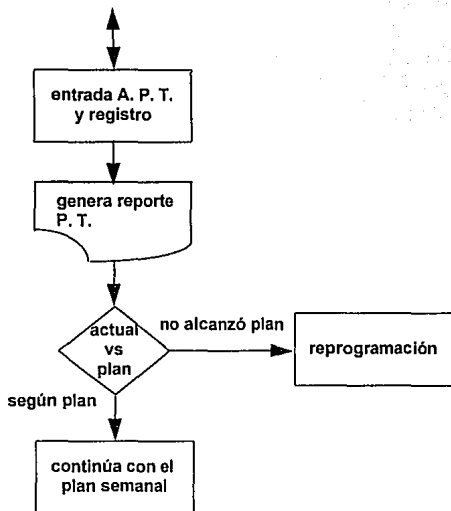 entrada A. P. T.
y registro
genera reporte
P. T.
actual
vs
plan
no alcanzó plan
reprogramación
según plan
continúa con el
plan semanal